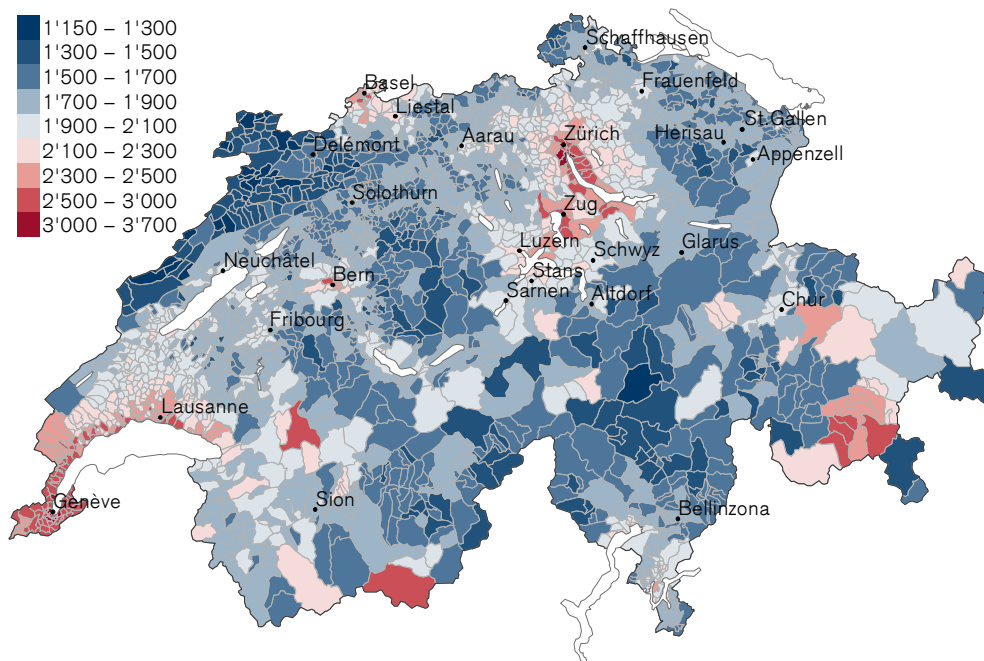 1'150 – 1'300
1'300 – 1'500
1'500 – 1'700
1'700 – 1'900
1'900 – 2'100
2'100 – 2'300
2'300 – 2'500
2'500 – 3'000
3'000 – 3'700
Schaffhausen
Basel
Frauenfeld
Liestal
St.Gallen
Aarau
Zürich
Herisau
Delémont
Appenzell
Solothurn
Zug
Luzern
Schwyz
Glarus
Neuchâtel
Bern
Stans
Sarnen
Altdorf
Chur
Fribourg
Lausanne
Genève
Sion
Bellinzona